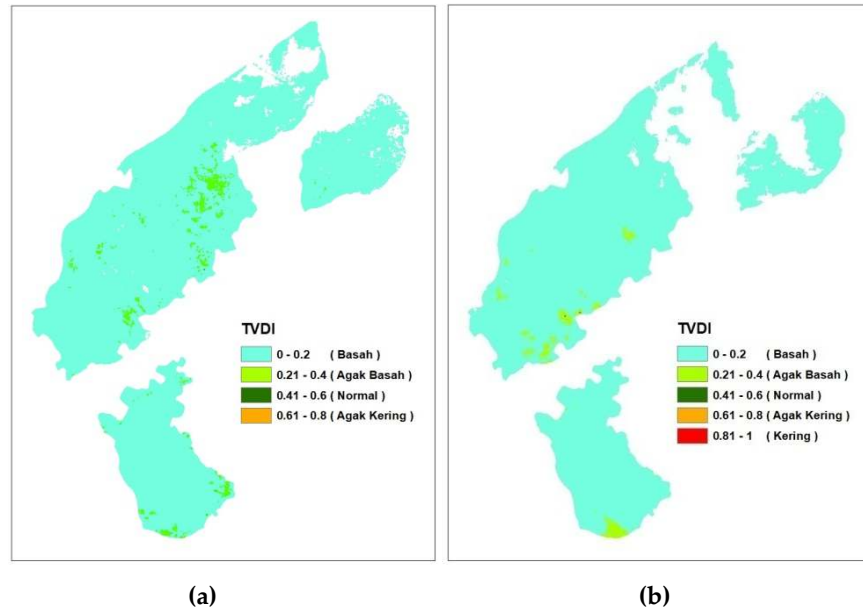 TVDI
0 - 0.2 ( Basah )
0.21 - 0.4 ( Agak Basah )
0.41 - 0.6 ( Normal )
0.61 - 0.8 ( Agak Kering )
TVDI
0 - 0.2 ( Basah )
0.21 - 0.4 ( Agak Basah )
0.41 - 0.6 ( Normal )
0.61 - 0.8 ( Agak Kering )
0.81 - 1 ( Kering )
(a)
(b)